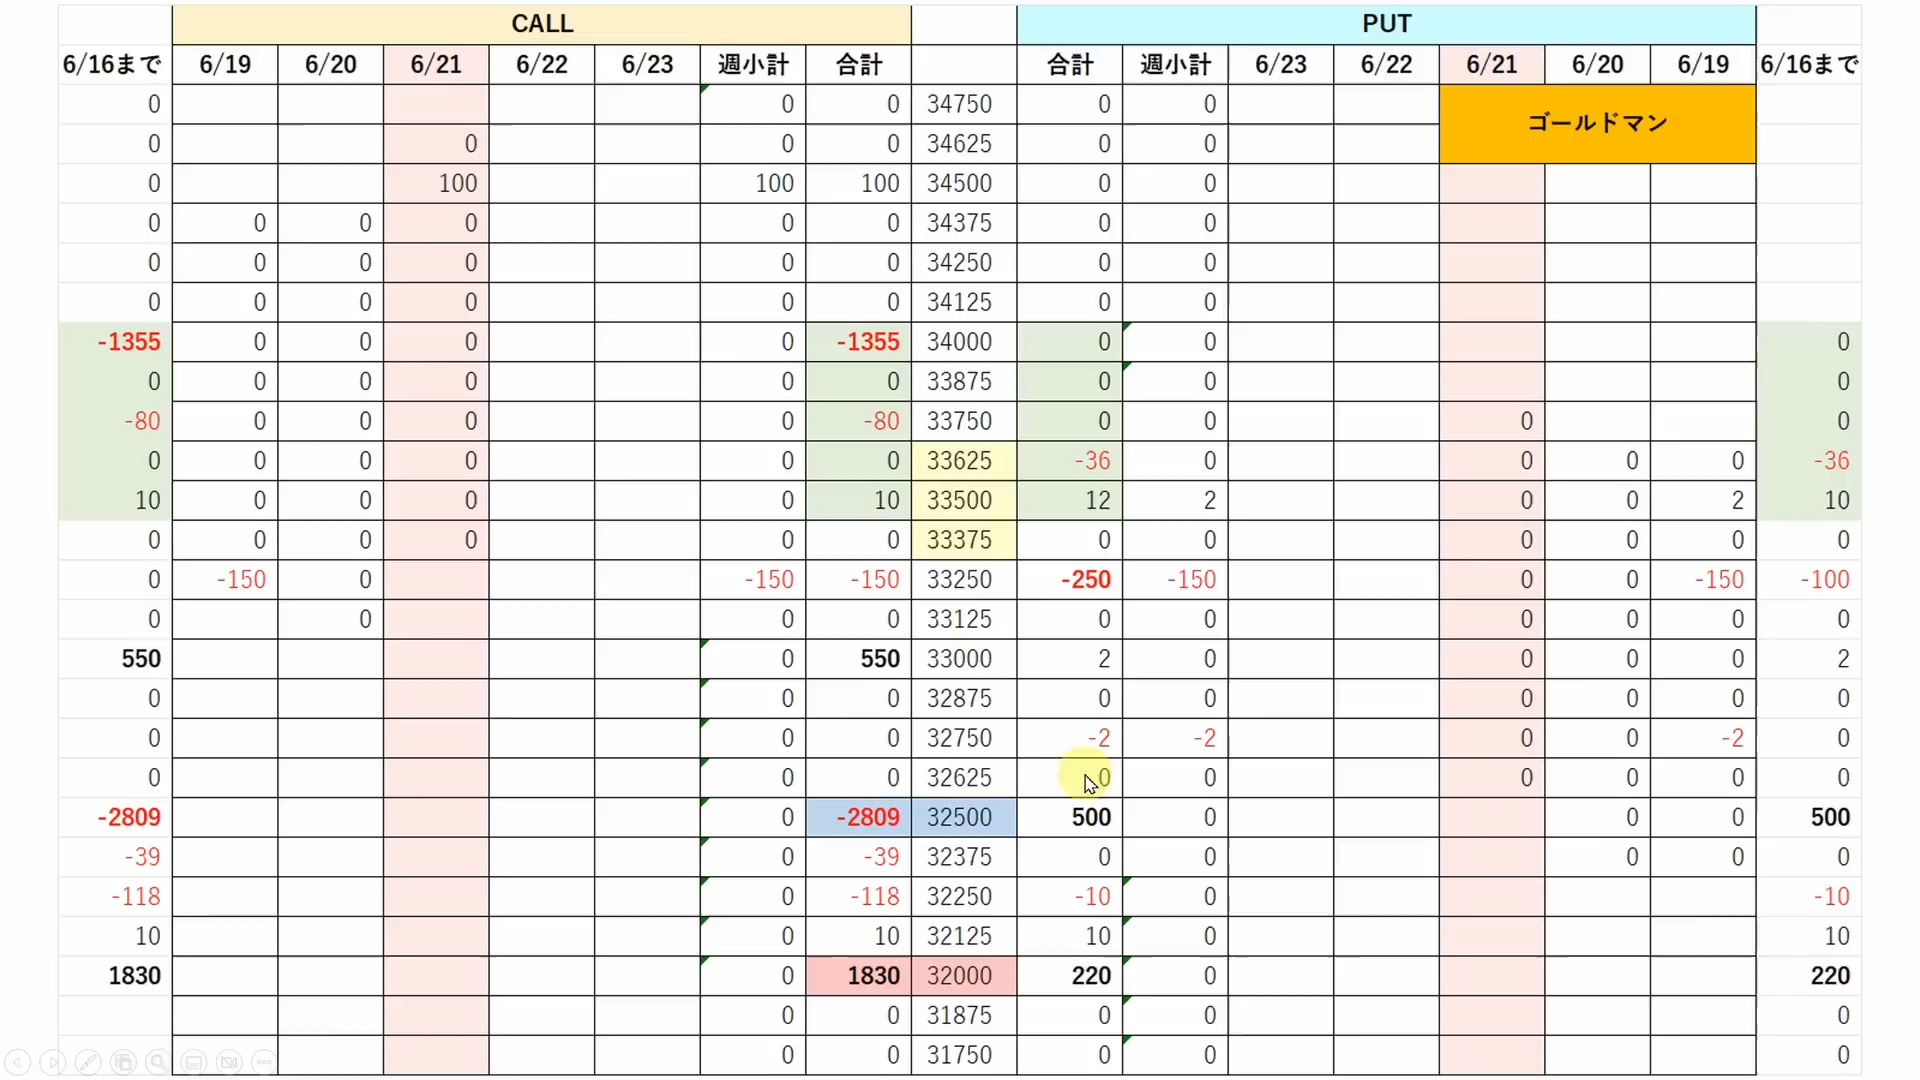 CALL PUT
6/16まで 6/19 6/20 6/21 6/22 6/23 週小計 合計 合計 週小計 6/23 6/22 6/21 6/20 6/19 6/16まで
0 0 0 34750 0 0 ゴールドマン
0 0 0 0 34625 0 0
0 100 100 100 34500 0 0
0 0 0 0 0 0 34375 0 0
0 0 0 0 0 0 34250 0 0
0 0 0 0 0 0 34125 0 0
-1355 0 0 0 0 -1355 34000 0 0 0
0 0 0 0 0 0 33875 0 0 0
-80 0 0 0 0 -80 33750 0 0 0 0
0 0 0 0 0 0 33625 -36 0 0 0 0 -36
10 0 0 0 0 10 33500 12 2 0 0 2 10
0 0 0 0 0 0 33375 0 0 0 0 0 0
0 -150 0 -150 -150 33250 -250 -150 0 0 -150 -100
0 0 0 0 33125 0 0 0 0 0 0
550 0 550 33000 2 0 0 0 0 2
0 0 0 32875 0 0 0 0 0 0
0 0 0 32750 -2 -2 0 0 -2 0
0 0 0 32625 0 0 0 0 0 0
-2809 0 -2809 32500 500 0 0 0 500
-39 0 -39 32375 0 0 0 0 0
-118 0 -118 32250 -10 0 -10
10 0 10 32125 10 0 10
1830 0 1830 32000 220 0 220
0 0 31875 0 0 0
0 0 31750 0 0 0